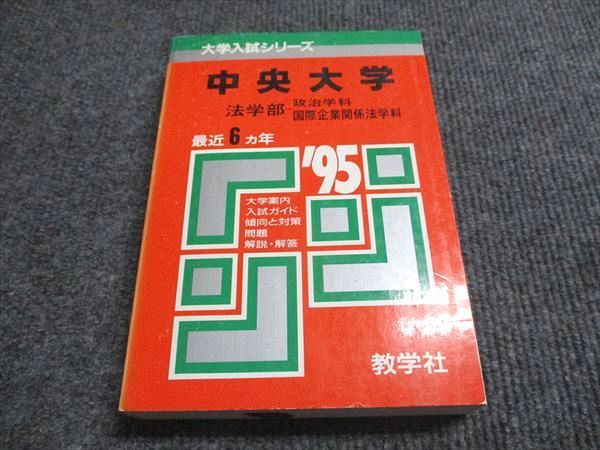 大学入試シリーズ
中央大学
法学部-政治学科
国際企業関係法学科
最近6ヵ年
'95
大学案内
入試ガイド
傾向と対策
問題
解説・解答
教学社